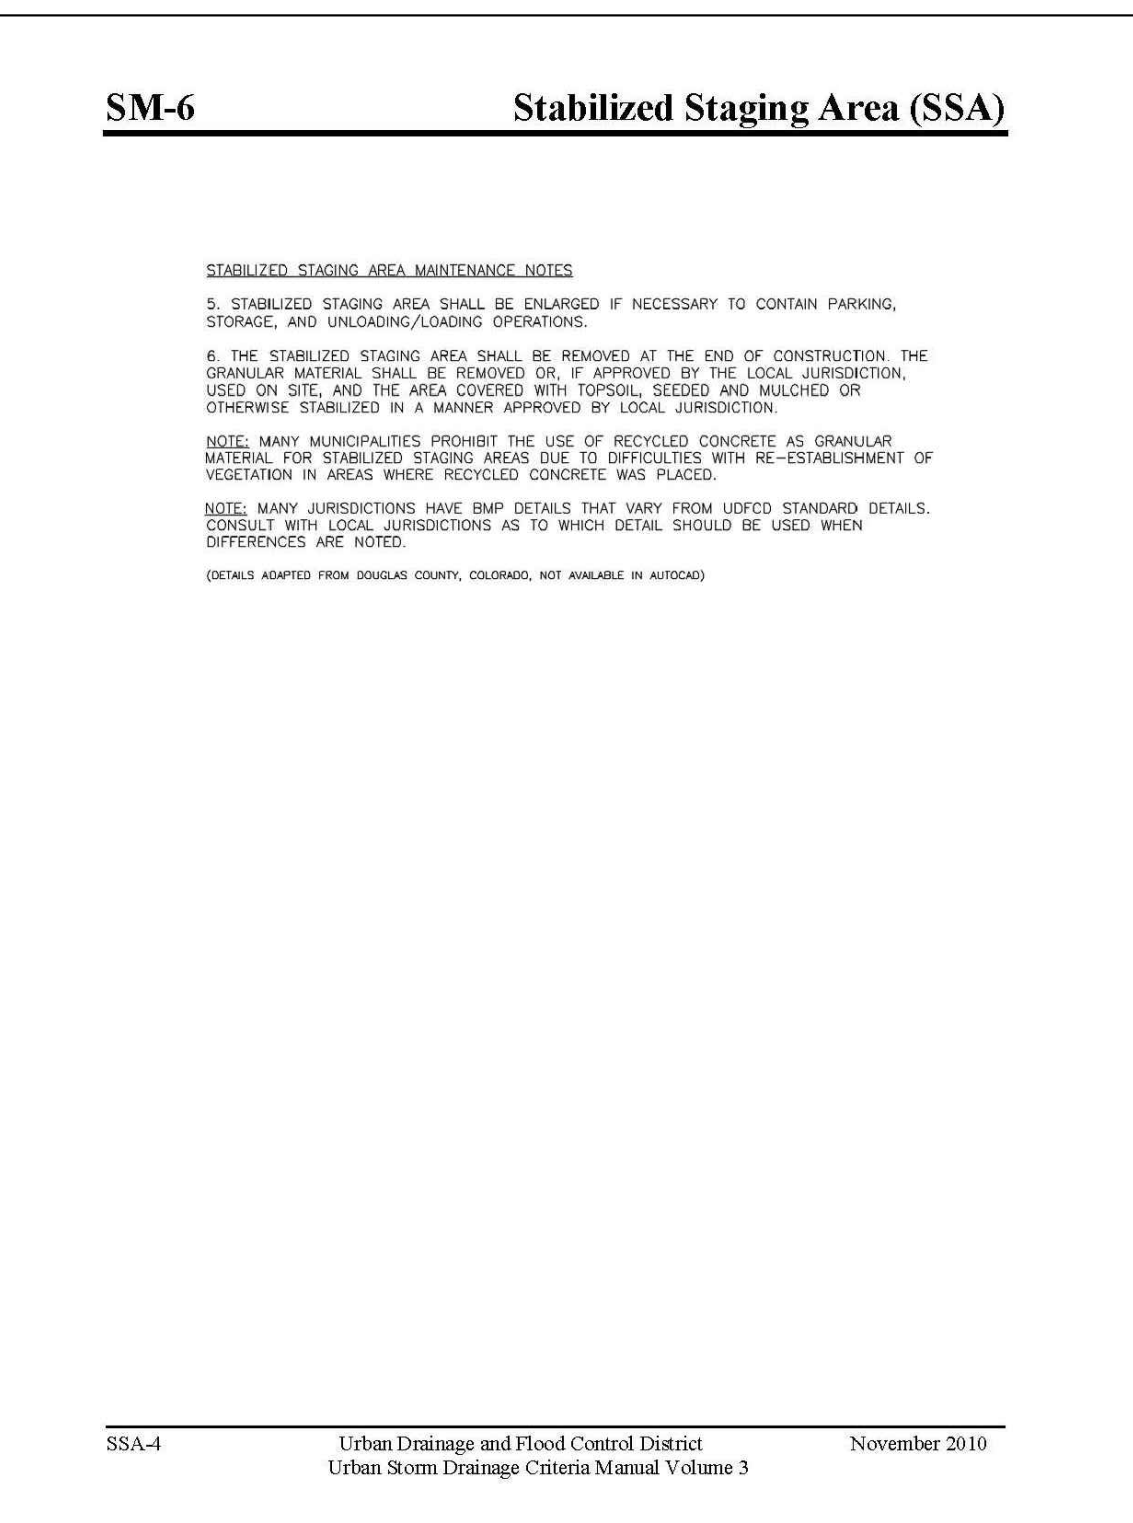 SM-6 Stabilized Staging Area (SSA)
STABILIZED STAGING AREA MAINTENANCE NOTES
5. STABILIZED STAGING AREA SHALL BE ENLARGED IF NECESSARY TO CONTAIN PARKING,
STORAGE, AND UNLOADING/LOADING OPERATIONS.
6. THE STABILIZED STAGING AREA SHALL BE REMOVED AT THE END OF CONSTRUCTION. THE
GRANULAR MATERIAL SHALL BE REMOVED OR, IF APPROVED BY THE LOCAL JURISDICTION,
USED ON SITE, AND THE AREA COVERED WITH TOPSOIL, SEEDED AND MULCHED OR
OTHERWISE STABILIZED IN A MANNER APPROVED BY LOCAL JURISDICTION.
NOTE: MANY MUNICIPALITIES PROHIBIT THE USE OF RECYCLED CONCRETE AS GRANULAR
MATERIAL FOR STABILIZED STAGING AREAS DUE TO DIFFICULTIES WITH RE-ESTABLISHMENT OF
VEGETATION IN AREAS WHERE RECYCLED CONCRETE WAS PLACED.
NOTE: MANY JURISDICTIONS HAVE BMP DETAILS THAT VARY FROM UDFCD STANDARD DETAILS.
CONSULT WITH LOCAL JURISDICTIONS AS TO WHICH DETAIL SHOULD BE USED WHEN
DIFFERENCES ARE NOTED.
(DETAILS ADAPTED FROM DOUGLAS COUNTY, COLORADO, NOT AVAILABLE IN AUTOCAD)
SSA-4 Urban Drainage and Flood Control District November 2010
Urban Storm Drainage Criteria Manual Volume 3